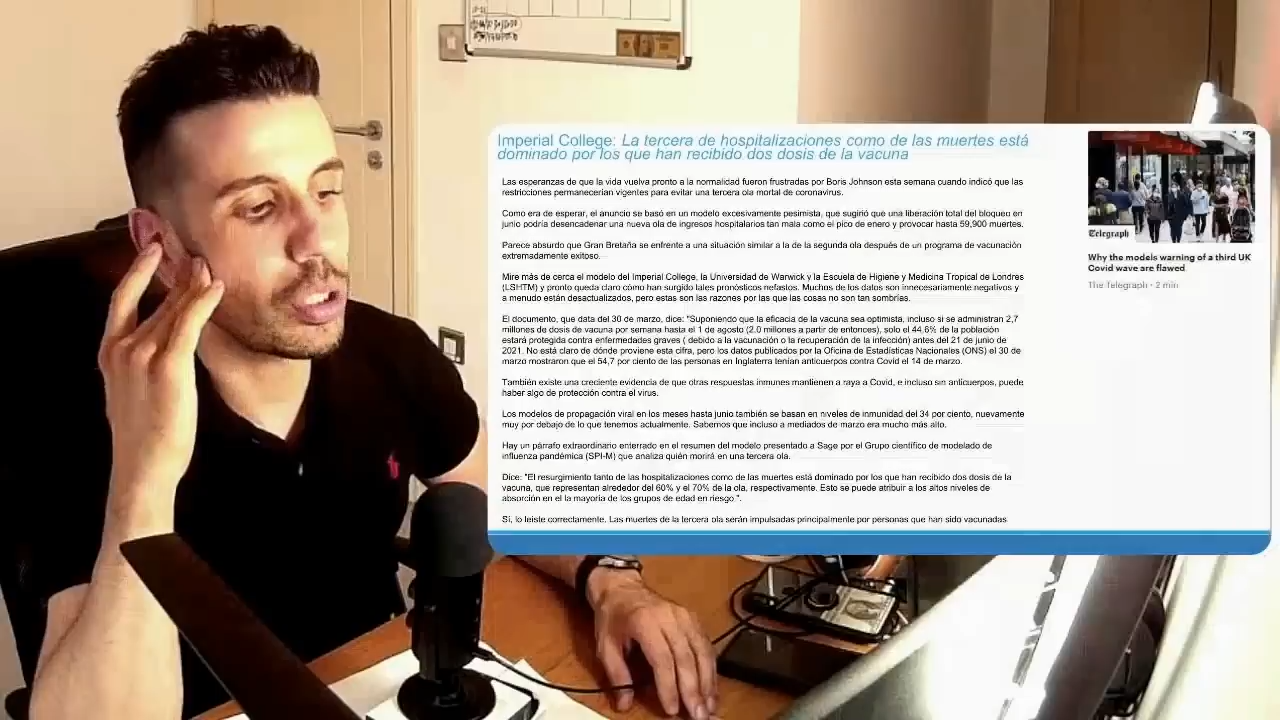 Imperial College: La tercera de hospitalizaciones como de las muertes está
dominado por los que han recibido dos dosis de la vacuna
Las esperanzas de que la vida vuelva pronto a la normalidad fueron frustradas por Boris Johnson esta semana cuando indicó que las
restricciones permanecerían vigentes para evitar una tercera ola mortal de coronavirus.
Como era de esperar, el anuncio se basó en un modelo excesivamente pesimista, que sugirió que una liberación total del bloqueo en
junio podría desencadenar una nueva ola de ingresos hospitalarios tan mala como el pico de enero y provocar hasta 59,900 muertes.
Parece absurdo que Gran Bretaña se enfrente a una situación similar a la de la segunda ola después de un programa de vacunación
extremadamente exitoso.
Mire más de cerca el modelo del Imperial College, la Universidad de Warwick y la Escuela de Higiene y Medicina Tropical de Londres
(LSHTM) y pronto queda claro cómo han surgido tales pronósticos nefastos. Muchos de los datos son innecesariamente negativos y
a menudo están desactualizados, pero estas son las razones por las que las cosas no son tan sombrías.
El documento, que data del 30 de marzo, dice: "Suponiendo que la eficacia de la vacuna sea optimista, incluso si se administran 2,7
millones de dosis de vacuna por semana hasta el 1 de agosto (2.0 millones a partir de entonces), solo el 44,6% de la población
estará protegida contra enfermedades graves ( debido a la vacunación o la recuperación de la infección) antes del 21 de junio de
2021. No está claro de dónde proviene esta cifra, pero los datos publicados por la Oficina de Estadísticas Nacionales (ONS) el 30 de
marzo mostraron que el 54,7 por ciento de las personas en Inglaterra tenían anticuerpos contra Covid el 14 de marzo.
También existe una creciente evidencia de que otras respuestas inmunes mantienen a raya a Covid, e incluso sin anticuerpos, puede
haber algo de protección contra el virus.
Los modelos de propagación viral en los meses hasta junio también se basan en niveles de inmunidad del 34 por ciento, nuevamente
muy por debajo de lo que tenemos actualmente. Sabemos que incluso a mediados de marzo era mucho más alto.
Hay un párrafo extraordinario enterrado en el resumen del modelo presentado a Sage por el Grupo científico de modelado de
influenza pandémica (SPI-M) que analiza quién morirá en una tercera ola.
Dice: "El resurgimiento tanto de las hospitalizaciones como de las muertes está dominado por los que han recibido dos dosis de la
vacuna, que representan alrededor del 60% y el 70% de la ola, respectivamente. Esto se puede atribuir a los altos niveles de
absorción en el la mayoría de los grupos de edad en riesgo ".
Sí, lo leíste correctamente. Las muertes de la tercera ola serán impulsadas principalmente por personas que han sido vacunadas
Telegraph
Why the models warning of a third UK
Covid wave are flawed
The Telegraph • 2 min